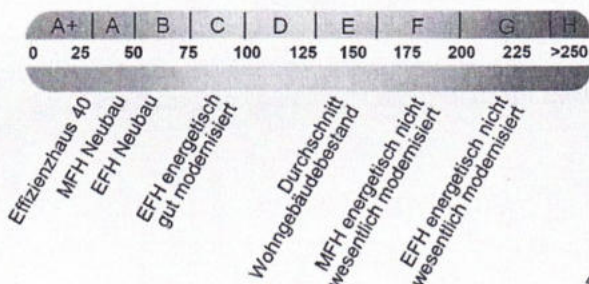 A+ A B C D E F G H
0 25 50 75 100 125 150 175 200 225 >250
Effizienzhaus 40
MFH Neubau
EFH Neubau
EFH energetisch
gut modernisiert
Durchschnitt
Wohngebäudebestand
MFH energetisch nicht
wesentlich modernisiert
EFH energetisch nicht
wesentlich modernisiert